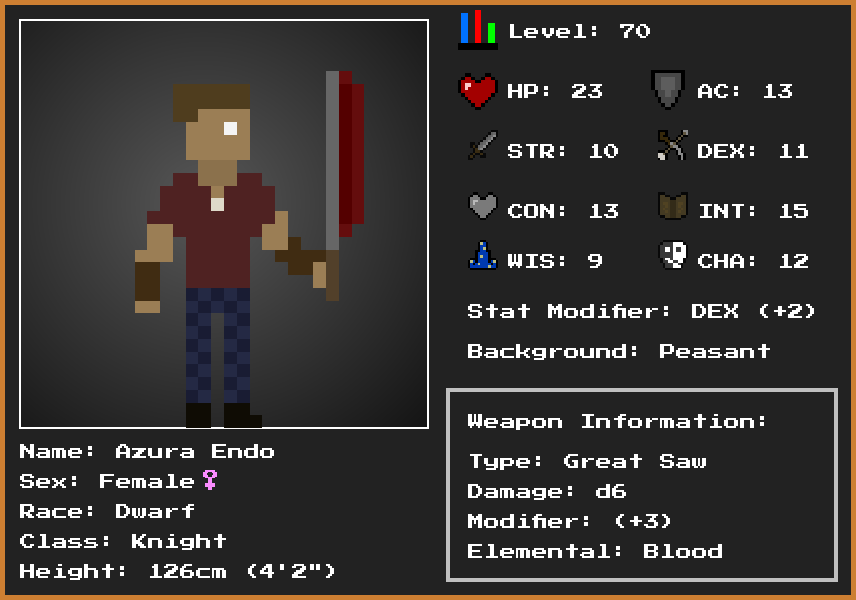 Level: 70
HP: 23 AC: 13
STR: 10 DEX: 11
CON: 13 INT: 15
WIS: 9 CHA: 12
Stat Modifier: DEX (+2)
Background: Peasant
Weapon Information:
Type: Great Saw
Damage: d6
Modifier: (+3)
Elemental: Blood
Name: Azura Endo
Sex: Female♀
Race: Dwarf
Class: Knight
Height: 126cm (4'2")